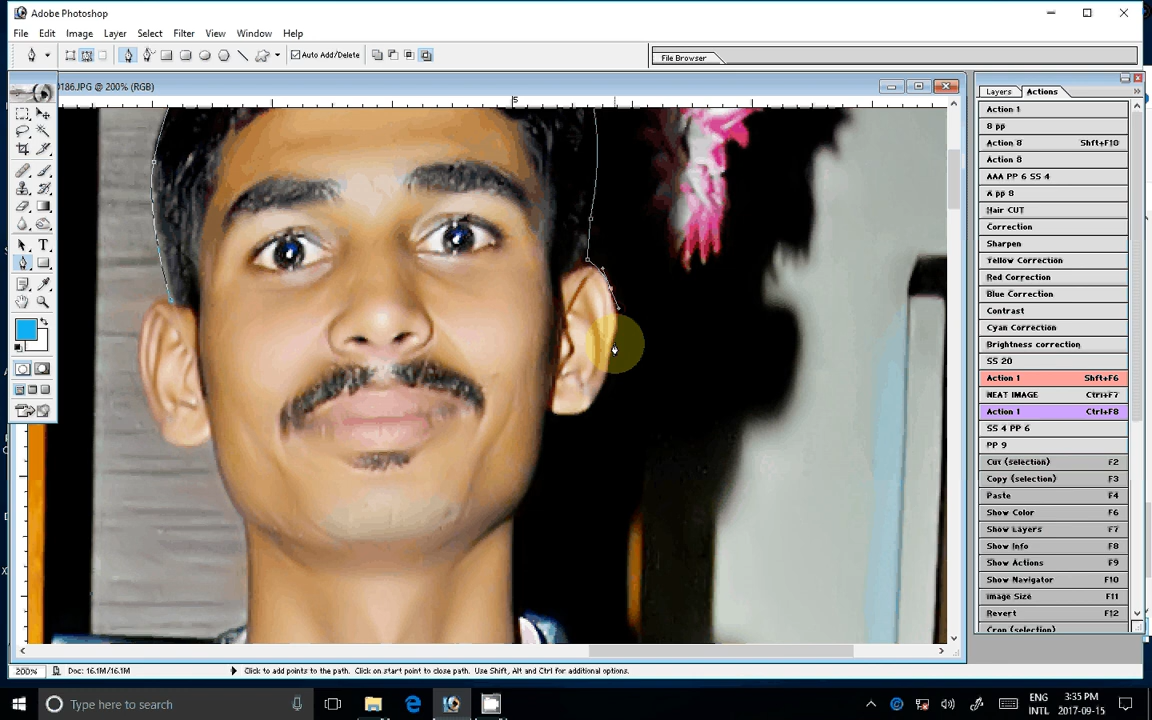 Adobe Photoshop
File Edit Image Layer Select Filter View Window Help
Auto Add/Delete
File Browser
0186.JPG @ 200% (RGB)
5
Layers Actions
Action 1
8 pp
Action 8 Shft+F10
Action 8
AAA PP 6 SS 4
A pp 8
Hair CUT
Correction
Sharpen
Yellow Correction
Red Correction
Blue Correction
Contrast
Cyan Correction
Brightness correction
SS 20
Action 1 Shft+F6
NEAT IMAGE Ctrl+F7
Action 1 Ctrl+F8
SS 4 PP 6
PP 9
Cut (selection) F2
Copy (selection) F3
Paste F4
Show Color F6
Show Layers F7
Show Info F8
Show Actions F9
Show Navigator F10
Image Size F11
Revert F12
Crop (selection)
200% Doc: 16.1M/16.1M Click to add points to the path. Click on start point to close path. Use Shift, Alt and Ctrl for additional options.
Type here to search
ENG
INTL
3:35 PM
2017-09-15